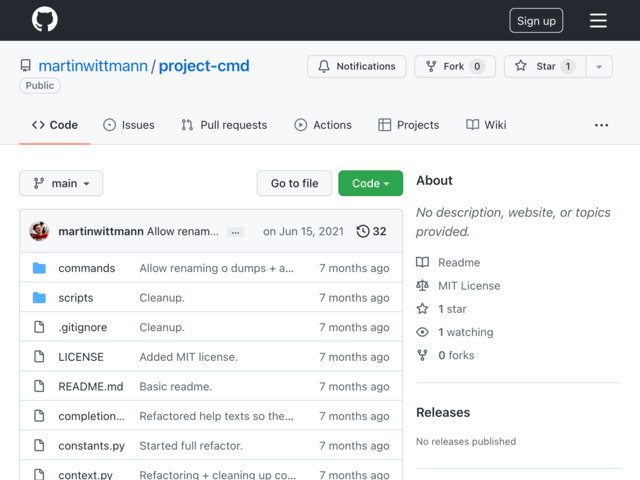 Sign up
martinwittmann / project-cmd
Public
Notifications
Fork 0
Star 1
Code
Issues
Pull requests
Actions
Projects
Wiki
...
main
Go to file
Code
martinwittmann Allow renam... ... on Jun 15, 2021 32
commands Allow renaming o dumps + a... 7 months ago
scripts Cleanup. 7 months ago
.gitignore Cleanup. 7 months ago
LICENSE Added MIT license. 7 months ago
README.md Basic readme. 7 months ago
completion... Refactored help texts so the... 7 months ago
constants.py Started full refactor. 7 months ago
context.py Refactoring + cleaning up co... 7 months ago
About
No description, website, or topics
provided.
Readme
MIT License
1 star
1 watching
0 forks
Releases
No releases published